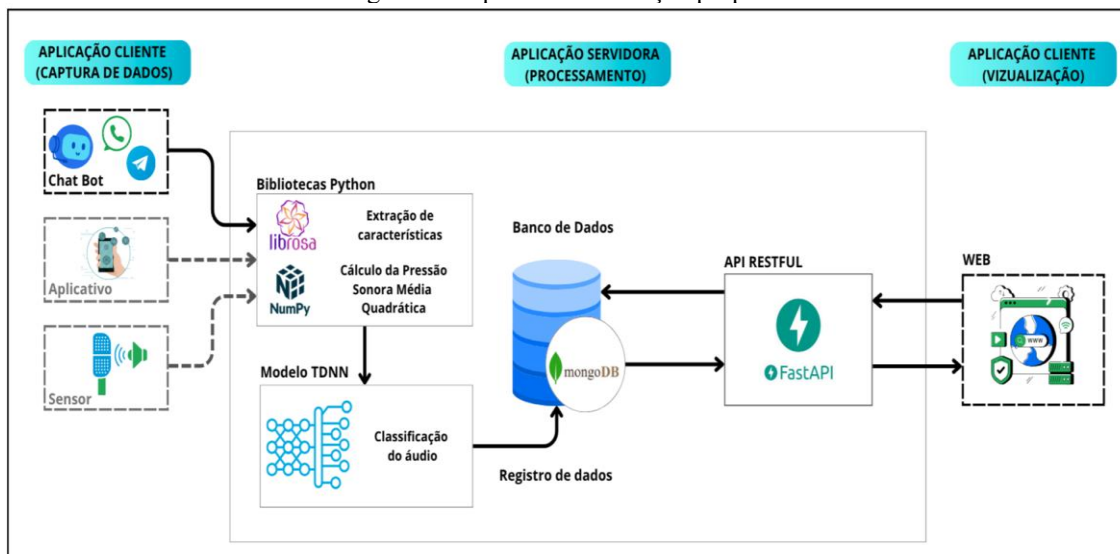 APLICAÇÃO CLIENTE
(CAPTURA DE DADOS)
APLICAÇÃO SERVIDORA
(PROCESSAMENTO)
APLICAÇÃO CLIENTE
(VIZUALIZAÇÃO)
Chat Bot
Aplicativo
Sensor
Bibliotecas Python
librosa
Extração de
características
NumPy
Cálculo da Pressão
Sonora Média
Quadrática
Modelo TDNN
Classificação
do áudio
Banco de Dados
mongoDB
Registro de dados
API RESTFUL
FastAPI
WEB
WWW